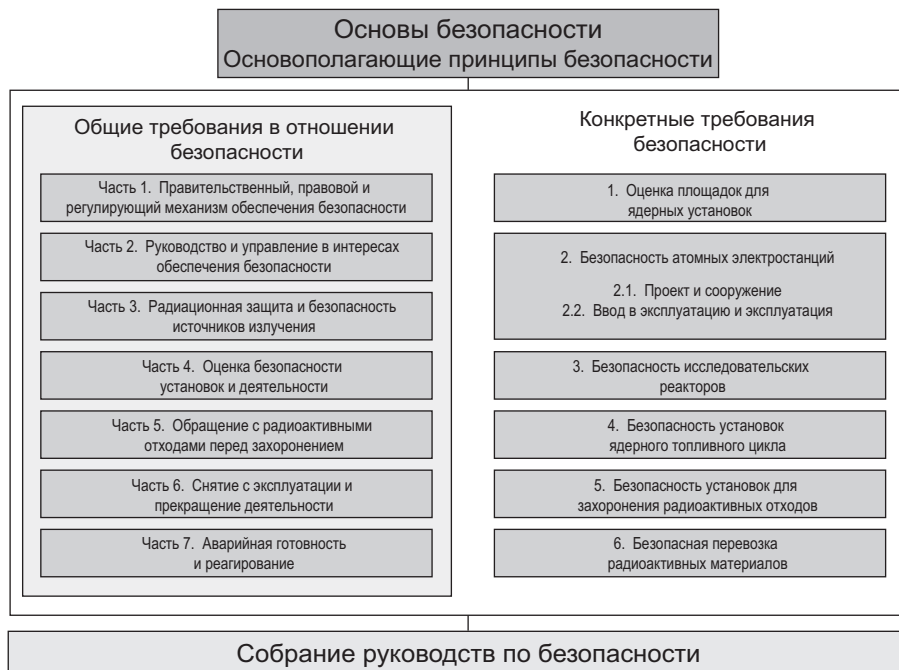 Основы безопасности
Основополагающие принципы безопасности
Общие требования в отношении
безопасности
Часть 1. Правительственный, правовой и
регулирующий механизм обеспечения безопасности
Часть 2. Руководство и управление в интересах
обеспечения безопасности
Часть 3. Радиационная защита и безопасность
источников излучения
Часть 4. Оценка безопасности
установок и деятельности
Часть 5. Обращение с радиоактивными
отходами перед захоронением
Часть 6. Снятие с эксплуатации и
прекращение деятельности
Часть 7. Аварийная готовность
и реагирование
Конкретные требования
безопасности
1. Оценка площадок для
ядерных установок
2. Безопасность атомных электростанций
2.1. Проект и сооружение
2.2. Ввод в эксплуатацию и эксплуатация
3. Безопасность исследовательских
реакторов
4. Безопасность установок
ядерного топливного цикла
5. Безопасность установок для
захоронения радиоактивных отходов
6. Безопасная перевозка
радиоактивных материалов
Собрание руководств по безопасности